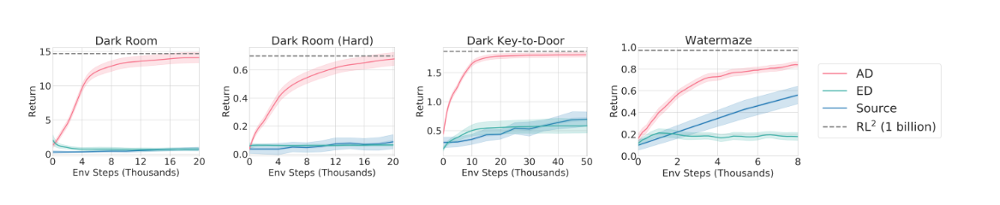 Dark Room
15
10
5
0
Return
0 4 8 12 16 20
Env Steps (Thousands)
Dark Room (Hard)
0.6
0.4
0.2
0.0
Return
0 4 8 12 16 20
Env Steps (Thousands)
Dark Key-to-Door
1.5
1.0
0.5
Return
0 10 20 30 40 50
Env Steps (Thousands)
Watermaze
1.0
0.8
0.6
0.4
0.2
0.0
Return
0 2 4 6 8
Env Steps (Thousands)
AD
ED
Source
RL² (1 billion)